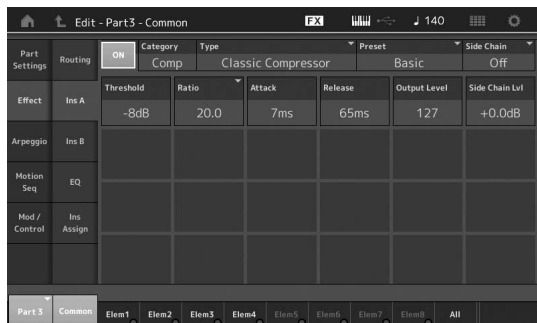 Edit - Part3 - Common FX ♩ 140
Part Settings
Routing
ON
Category
Comp
Type
Classic Compressor
Preset
Basic
Side Chain
Off
Effect
Ins A
Threshold
-8dB
Ratio
20.0
Attack
7ms
Release
65ms
Output Level
127
Side Chain Lvl
+0.0dB
Arpeggio
Ins B
Motion Seq
EQ
Mod / Control
Ins Assign
Part 3
Common
Elem1 Elem2 Elem3 Elem4 Elem5 Elem6 Elem7 Elem8 All